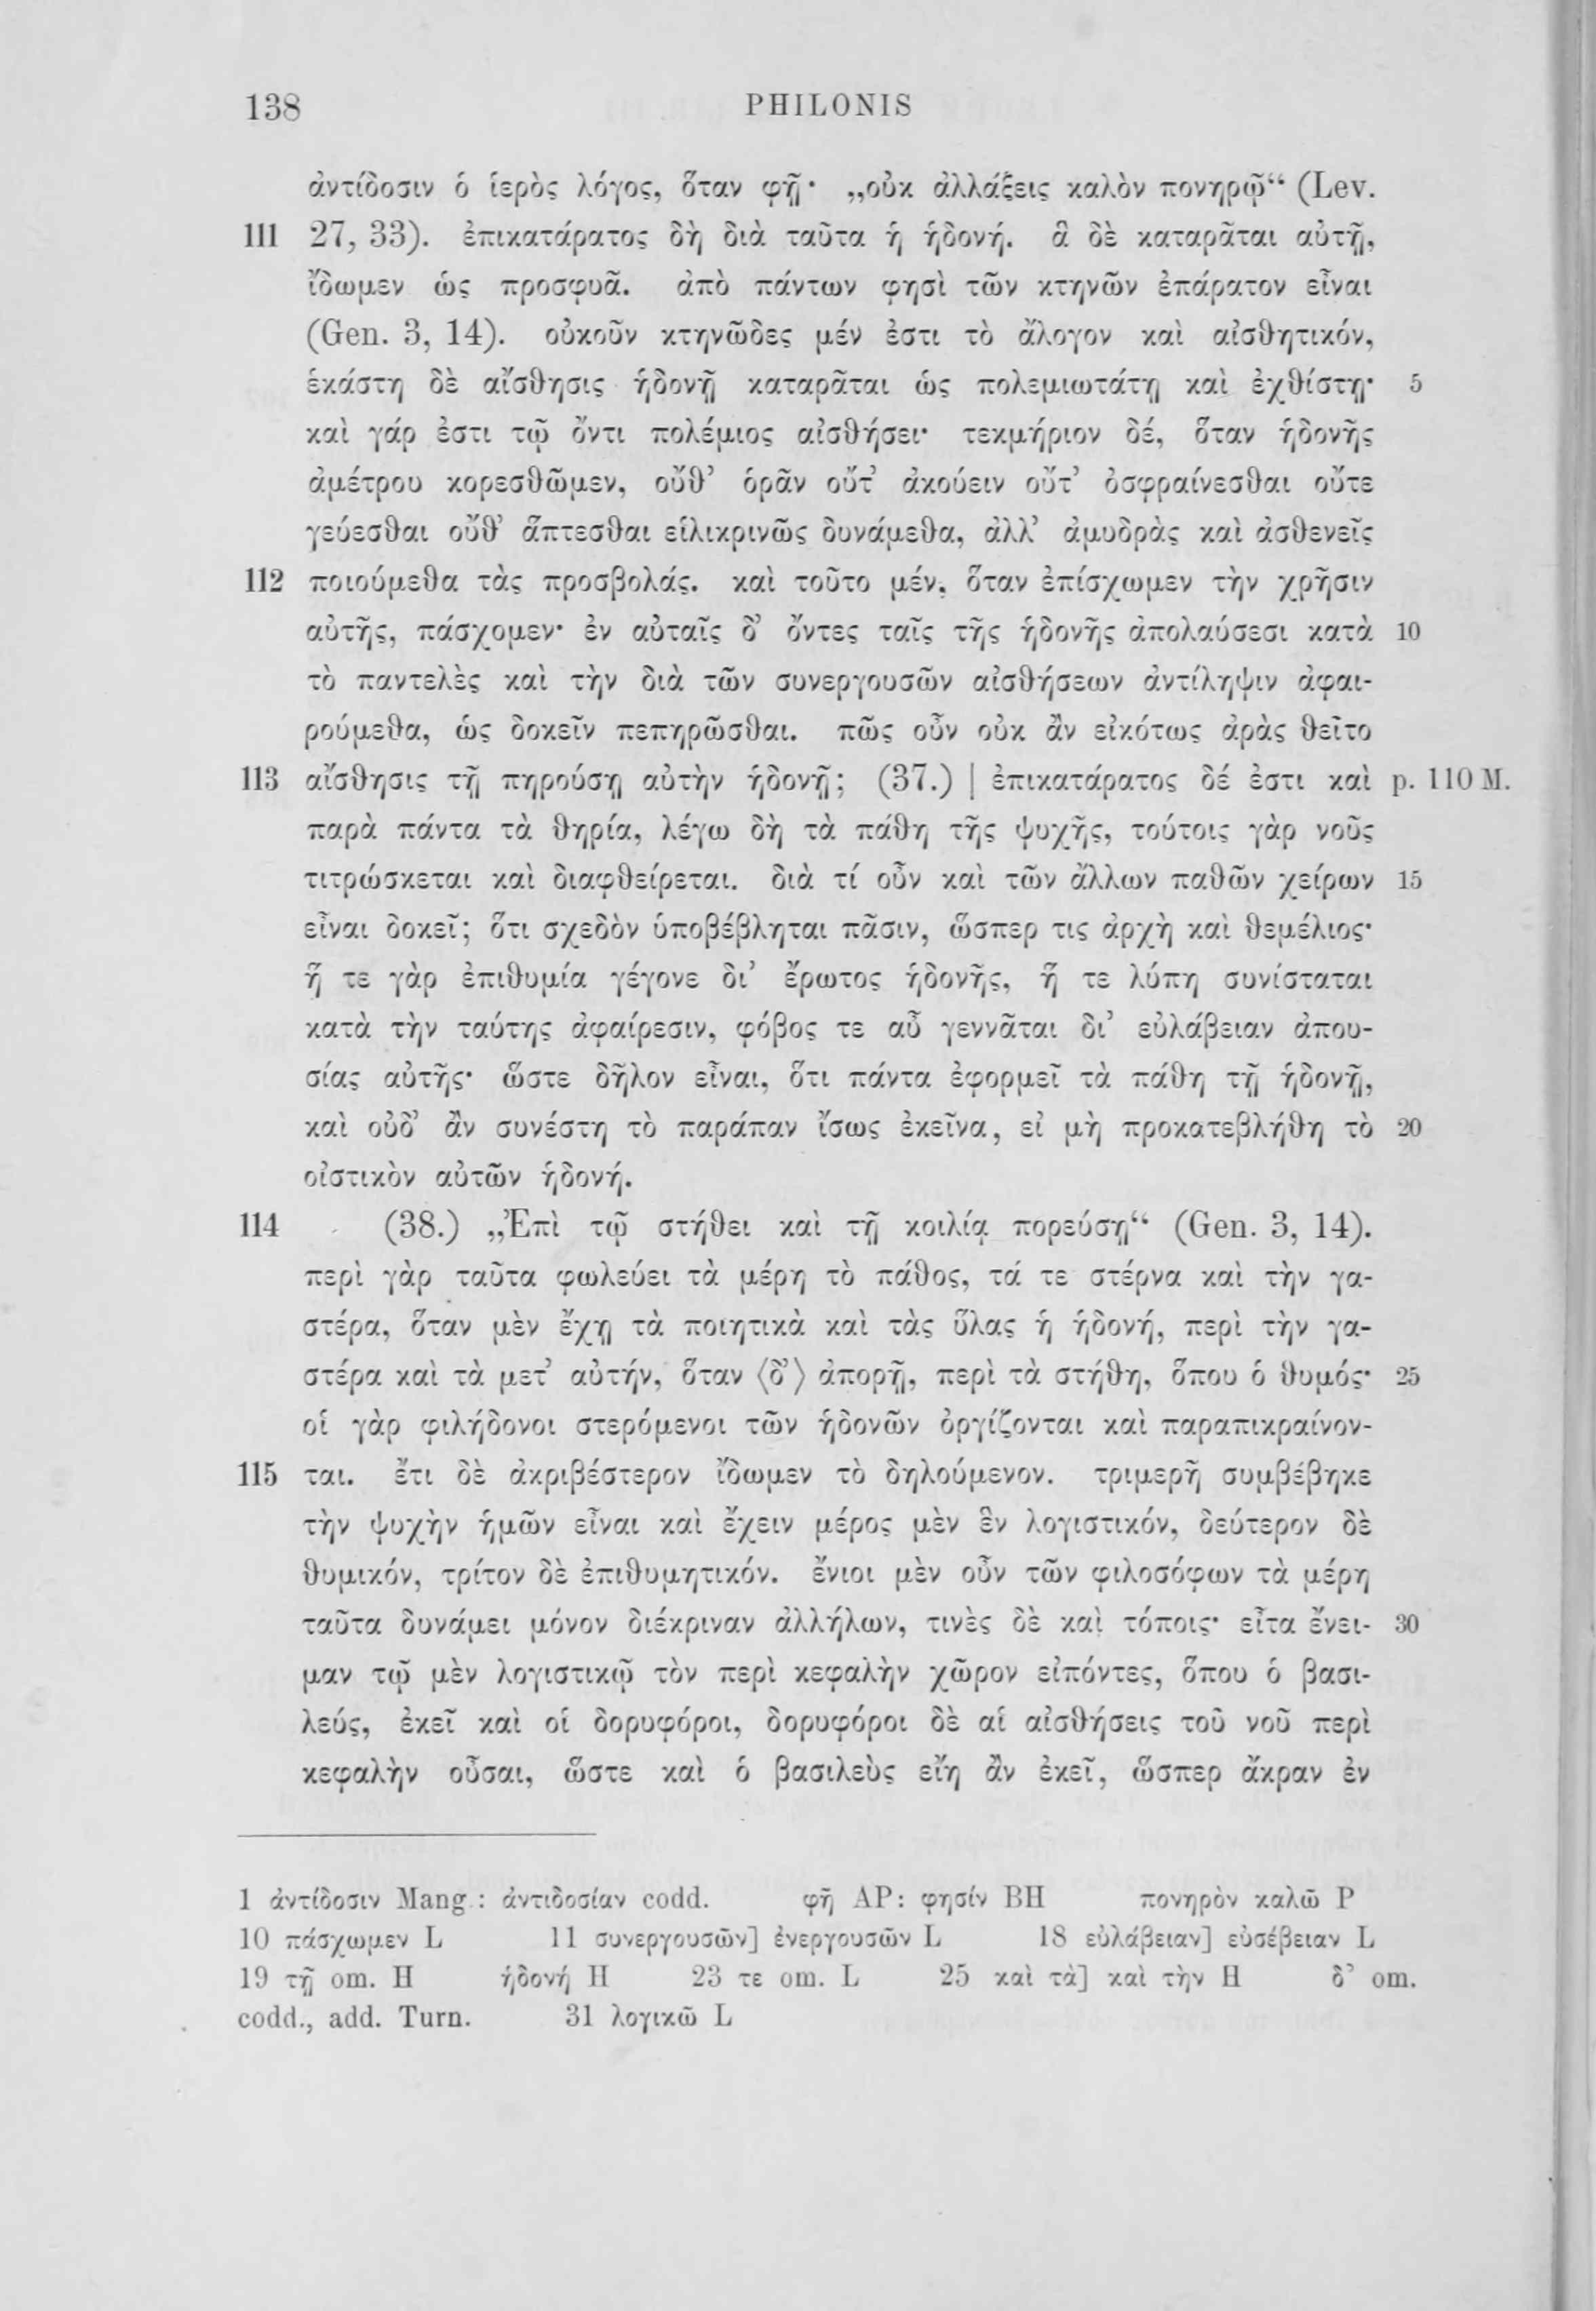 138 PHILONIS
ἀντίδοσιν ὁ ἱερὸς λόγος, ὅταν φῇ· „οὐκ ἀλλάξεις καλὸν πονηρῷ“ (Lev.
111 27, 33). ἐπικατάρατος δὴ διὰ ταῦτα ἡ ἡδονή. ἃ δὲ καταρᾶται αὐτῇ,
ἴδωμεν ὡς προσφυᾶ. ἀπὸ πάντων φησὶ τῶν κτηνῶν ἐπάρατον εἶναι
(Gen. 3, 14). οὐκοῦν κτηνῶδες μέν ἐστι τὸ ἄλογον καὶ αἰσθητικόν,
ἑκάστη δὲ αἴσθησις ἡδονῇ καταρᾶται ὡς πολεμιωτάτῃ καὶ ἐχθίστῃ· 5
καὶ γάρ ἐστι τῷ ὄντι πολέμιος αἰσθήσει· τεκμήριον δέ, ὅταν ἡδονῆς
ἀμέτρου κορεσθῶμεν, οὔθ’ ὁρᾶν οὔτ’ ἀκούειν οὔτ’ ὀσφραίνεσθαι οὔτε
γεύεσθαι οὔθ’ ἅπτεσθαι εἱλικρινῶς δυνάμεθα, ἀλλ’ ἀμυδρὰς καὶ ἀσθενεῖς
112 ποιούμεθα τὰς προσβολάς. καὶ τοῦτο μέν, ὅταν ἐπίσχωμεν τὴν χρῆσιν
αὐτῆς, πάσχομεν· ἐν αὐταῖς δ’ ὄντες ταῖς τῆς ἡδονῆς ἀπολαύσεσι κατὰ 10
τὸ παντελὲς καὶ τὴν διὰ τῶν συνεργουσῶν αἰσθήσεων ἀντίληψιν ἀφαι-
ρούμεθα, ὡς δοκεῖν πεπηρῶσθαι. πῶς οὖν οὐκ ἂν εἰκότως ἀρὰς θεῖτο
113 αἴσθησις τῇ πηρούσῃ αὐτὴν ἡδονῇ; (37.) | ἐπικατάρατος δέ ἐστι καὶ p. 110 M.
παρὰ πάντα τὰ θηρία, λέγω δὴ τὰ πάθη τῆς ψυχῆς, τούτοις γὰρ νοῦς
τιτρώσκεται καὶ διαφθείρεται. διὰ τί οὖν καὶ τῶν ἄλλων παθῶν χείρων 15
εἶναι δοκεῖ; ὅτι σχεδὸν ὑποβέβληται πᾶσιν, ὥσπερ τις ἀρχὴ καὶ θεμέλιος·
ἥ τε γὰρ ἐπιθυμία γέγονε δι’ ἔρωτος ἡδονῆς, ἥ τε λύπη συνίσταται
κατὰ τὴν ταύτης ἀφαίρεσιν, φόβος τε αὖ γεννᾶται δι’ εὐλάβειαν ἀπου-
σίας αὐτῆς· ὥστε δῆλον εἶναι, ὅτι πάντα ἐφορμεῖ τὰ πάθη τῇ ἡδονῇ,
καὶ οὐδ’ ἂν συνέστη τὸ παράπαν ἴσως ἐκεῖνα, εἰ μὴ προκατεβλήθη τὸ 20
οἰστικὸν αὐτῶν ἡδονή.
114 (38.) „Ἐπὶ τῷ στήθει καὶ τῇ κοιλίᾳ πορεύσῃ“ (Gen. 3, 14).
περὶ γὰρ ταῦτα φωλεύει τὰ μέρη τὸ πάθος, τά τε στέρνα καὶ τὴν γα-
στέρα, ὅταν μὲν ἔχῃ τὰ ποιητικὰ καὶ τὰς ὕλας ἡ ἡδονή, περὶ τὴν γα-
στέρα καὶ τὰ μετ’ αὐτήν, ὅταν ⟨δ’⟩ ἀπορῇ, περὶ τὰ στήθη, ὅπου ὁ θυμός· 25
οἱ γὰρ φιλήδονοι στερόμενοι τῶν ἡδονῶν ὀργίζονται καὶ παραπικραίνον-
115 ται. ἔτι δὲ ἀκριβέστερον ἴδωμεν τὸ δηλούμενον. τριμερῆ συμβέβηκε
τὴν ψυχὴν ἡμῶν εἶναι καὶ ἔχειν μέρος μὲν ἓν λογιστικόν, δεύτερον δὲ
θυμικόν, τρίτον δὲ ἐπιθυμητικόν. ἔνιοι μὲν οὖν τῶν φιλοσόφων τὰ μέρη
ταῦτα δυνάμει μόνον διέκριναν ἀλλήλων, τινὲς δὲ καὶ τόποις· εἶτα ἔνει- 30
μαν τῷ μὲν λογιστικῷ τὸν περὶ κεφαλὴν χῶρον εἰπόντες, ὅπου ὁ βασι-
λεύς, ἐκεῖ καὶ οἱ δορυφόροι, δορυφόροι δὲ αἱ αἰσθήσεις τοῦ νοῦ περὶ
κεφαλὴν οὖσαι, ὥστε καὶ ὁ βασιλεὺς εἴη ἂν ἐκεῖ, ὥσπερ ἄκραν ἐν
1 ἀντίδοσιν Mang.: ἀντιδοσίαν codd. φῆ AP: φησίν BH πονηρὸν καλῶ P
10 πάσχωμεν L 11 συνεργουσῶν] ἐνεργουσῶν L 18 εὐλάβειαν] εὐσέβειαν L
19 τῇ om. H ἡδονή H 23 τε om. L 25 καὶ τὰ] καὶ τὴν H δ’ om.
codd., add. Turn. 31 λογικῶ L